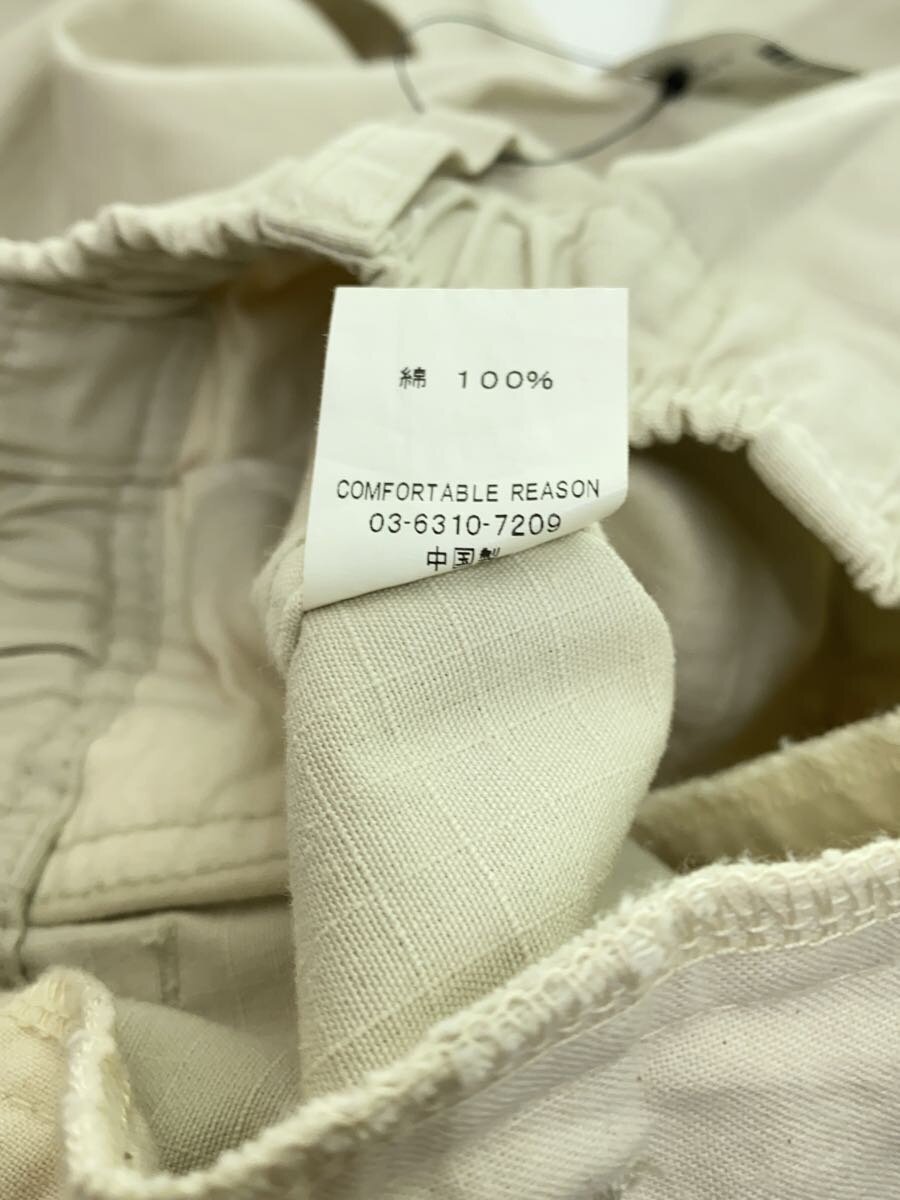 綿 100%
COMFORTABLE REASON
03-6310-7209
中国製